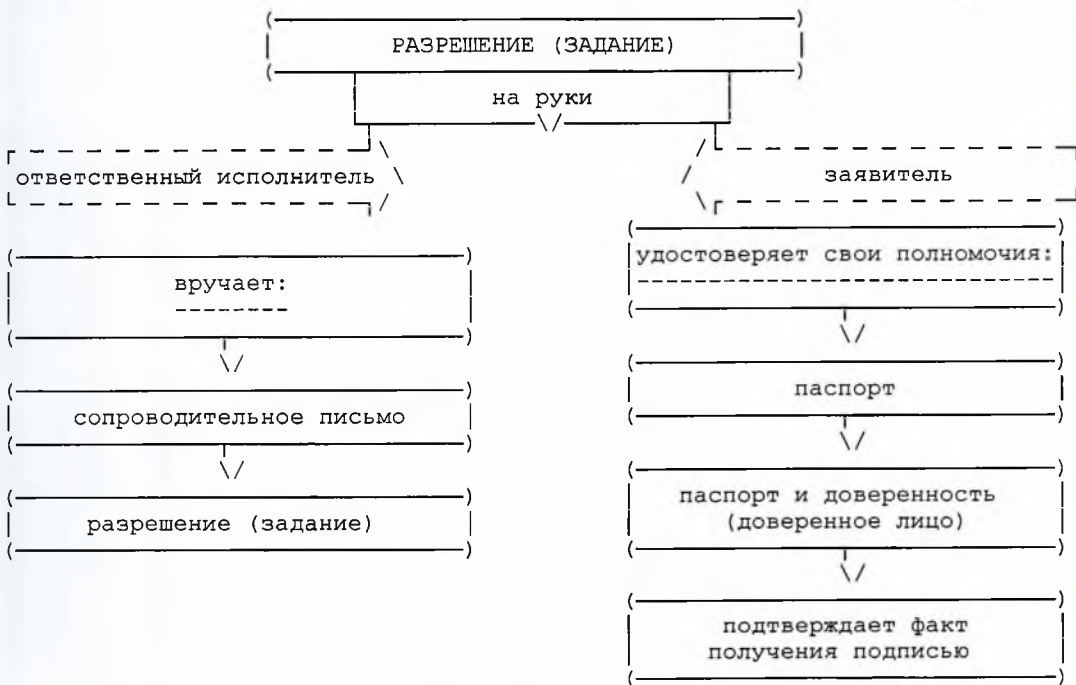 РАЗРЕШЕНИЕ (ЗАДАНИЕ)
на руки
ответственный исполнитель
заявитель
вручает:
сопроводительное письмо
разрешение (задание)
удостоверяет свои полномочия:
паспорт
паспорт и доверенность
(доверенное лицо)
подтверждает факт
получения подписью